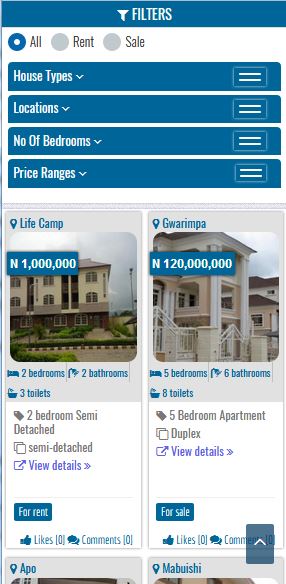 FILTERS
All Rent Sale
House Types
Locations
No Of Bedrooms
Price Ranges
Life Camp
N 1,000,000
2 bedrooms 2 bathrooms
3 toilets
2 bedroom Semi
Detached
semi-detached
View details »
For rent
Likes [0] Comments [0]
Gwarimpa
N 120,000,000
5 bedrooms 6 bathrooms
8 toilets
5 Bedroom Apartment
Duplex
View details »
For sale
Likes [0] Comments [0]
Apo
Mabuishi